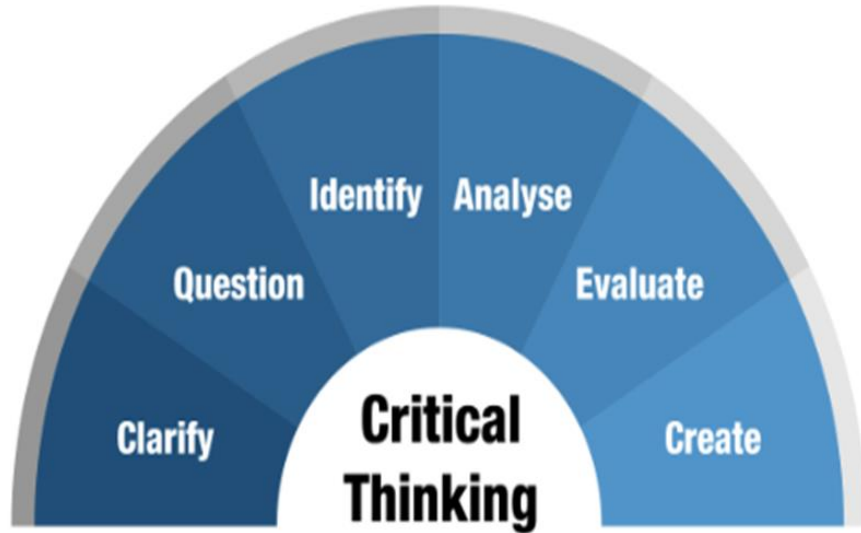 Clarify
Question
Identify
Analyse
Evaluate
Create
Critical
Thinking